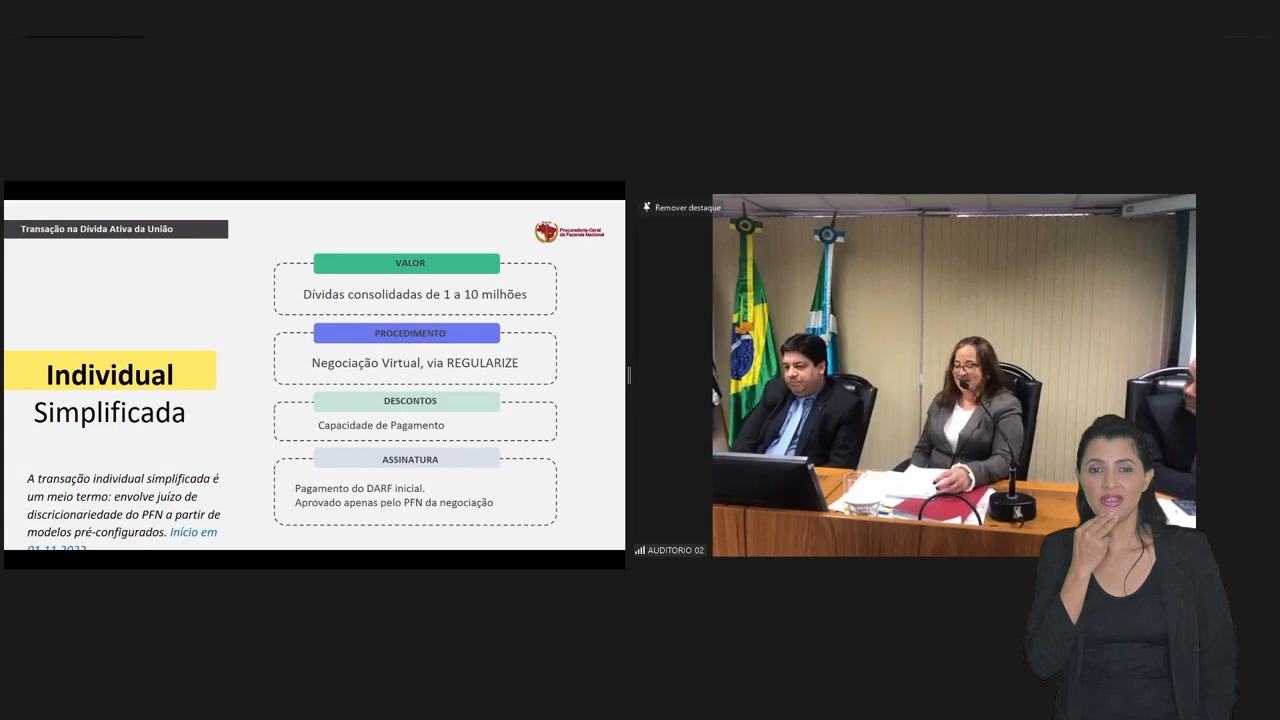 Transação na Dívida Ativa da União
Procuradoria-Geral
da Fazenda Nacional
Individual
Simplificada
A transação individual simplificada é
um meio termo: envolve juízo de
discricionariedade do PFN a partir de
modelos pré-configurados. Início em
01.11.2022
VALOR
Dívidas consolidadas de 1 a 10 milhões
PROCEDIMENTO
Negociação Virtual, via REGULARIZE
DESCONTOS
Capacidade de Pagamento
ASSINATURA
Pagamento do DARF inicial.
Aprovado apenas pelo PFN da negociação
Remover destaque
AUDITORIO 02